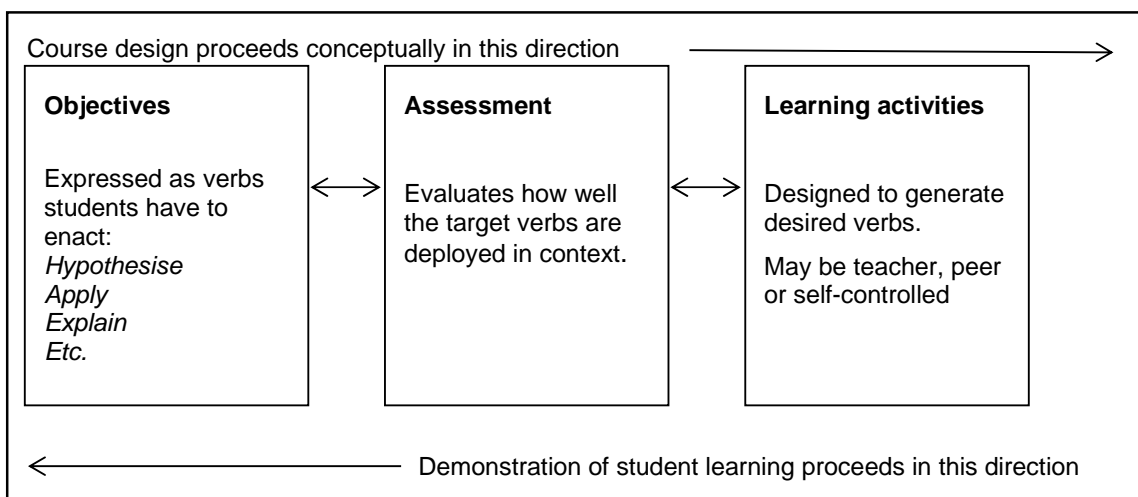 Course design proceeds conceptually in this direction
Objectives
Expressed as verbs
students have to
enact:
Hypothesise
Apply
Explain
Etc.
Assessment
Evaluates how well
the target verbs are
deployed in context.
Learning activities
Designed to generate
desired verbs.
May be teacher, peer
or self-controlled
Demonstration of student learning proceeds in this direction